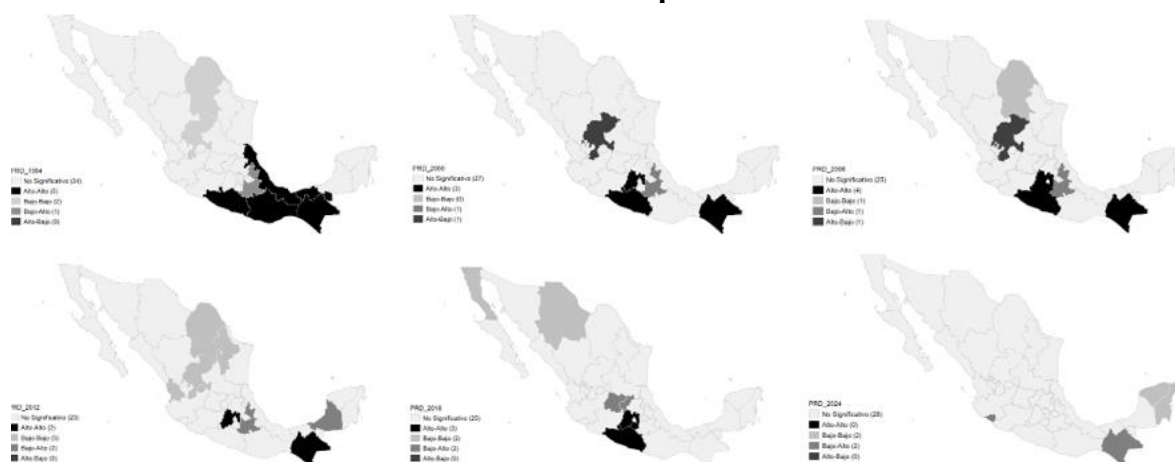 PRD_1994
No Significativo (24)
Alto-Alto (5)
Bajo-Bajo (2)
Bajo-Alto (1)
Alto-Bajo (0)
PRD_2000
No Significativo (27)
Alto-Alto (3)
Bajo-Bajo (0)
Bajo-Alto (1)
Alto-Bajo (1)
PRD_2006
No Significativo (25)
Alto-Alto (4)
Bajo-Bajo (1)
Bajo-Alto (1)
Alto-Bajo (1)
RD_2012
No Significativo (23)
Alto-Alto (2)
Bajo-Bajo (5)
Bajo-Alto (2)
Alto-Bajo (0)
PRD_2018
No Significativo (25)
Alto-Alto (3)
Bajo-Bajo (2)
Bajo-Alto (2)
Alto-Bajo (0)
PRD_2024
No Significativo (28)
Alto-Alto (0)
Bajo-Bajo (2)
Bajo-Alto (2)
Alto-Bajo (0)